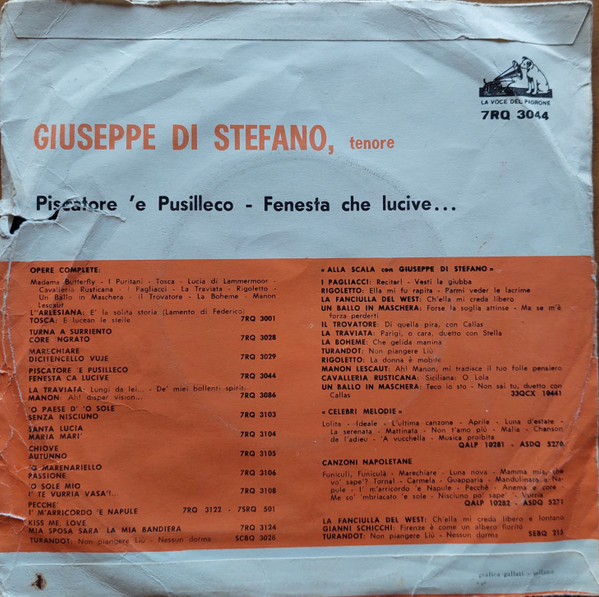 LA VOCE DEL PADRONE
7RQ 3044
GIUSEPPE DI STEFANO, tenore
Piscatore 'e Pusilleco - Fenesta che lucive...
OPERE COMPLETE:
Madama Butterfly - I Puritani - Tosca - Lucia di Lammermoor -
Cavalleria Rusticana - I Pagliacci - La Traviata - Rigoletto -
Un Ballo in Maschera - Il Trovatore - La Boheme - Manon
Lescaut
L'ARLESIANA: E' la solita storia (Lamento di Federico)
TOSCA: E lucean le stelle 7RQ 3001
TURNA A SURRIENTO
CORE 'NGRATO 7RQ 3028
MARECHIARE
DICITENCELLO VUJE 7RQ 3029
PISCATORE 'E PUSILLECO
FENESTA CA LUCIVE 7RQ 3044
LA TRAVIATA: Lungi da lei... - De' miei bollenti spiriti
MANON: Ah! dispar vision... 7RQ 3086
'O PAESE D' 'O SOLE
SENZA NISCIUNO 7RQ 3103
SANTA LUCIA
MARIA MARI' 7RQ 3104
CHIOVE
AUTUNNO 7RQ 3105
'O MARENARIELLO
PASSIONE 7RQ 3106
O SOLE MIO
I' TE VURRIA VASA'!.. 7RQ 3108
PECCHE'
I' M'ARRICORDO 'E NAPULE 7RQ 3122 - 75RQ 501
KISS ME, LOVE
MIA SPOSA SARA' LA MIA BANDIERA 7RQ 3124
TURANDOT: Non piangere Liù - Nessun dorma SCBQ 3026
« ALLA SCALA con GIUSEPPE DI STEFANO »
I PAGLIACCI: Recitar! - Vesti la giubba
RIGOLETTO: Ella mi fu rapita - Parmi veder le lacrime
LA FANCIULLA DEL WEST: Ch'ella mi creda libero
UN BALLO IN MASCHERA: Forse la soglia attinse - Ma se m'è
forza perderti
IL TROVATORE: Di quella pira, con Callas
LA TRAVIATA: Parigi, o cara, duetto con Stella
LA BOHEME: Che gelida manina
TURANDOT: Non piangere Liù
RIGOLETTO: La donna è mobile
MANON LESCAUT: Ah! Manon, mi tradisce il tuo folle pensiero
CAVALLERIA RUSTICANA: Siciliana: O Lola
UN BALLO IN MASCHERA: Teco io sto - Non sai tu, duetto con
Callas 33QCX 10441
« CELEBRI MELODIE »
Lolita - Ideale - L'ultima canzone - Aprile - Luna d'estate -
La serenata - Mattinata - Non t'amo più - Malia - Chanson
de l'adieu - 'A vucchella - Musica proibita
QALP 10281 - ASDQ 5270
CANZONI NAPOLETANE
Funiculì, Funiculà - Marechiare - Luna nova - Mamma mia, che
vo' sape'? Torna! - Carmela - Guapparia - Mandulinara a Na-
pule - I' m'arricordo 'e Napule - Pecchè - Anema e core -
Me so' 'mbriacato 'e sole - Nisciuno po' sape' -
QALP 10282 - ASDQ 5271
LA FANCIULLA DEL WEST: Ch'ella mi creda libero e lontano
GIANNI SCHICCHI: Firenze è come un albero fiorito
TURANDOT: Non piangere Liù - Nessun dorma SEBQ 213
grafica gallati - milano